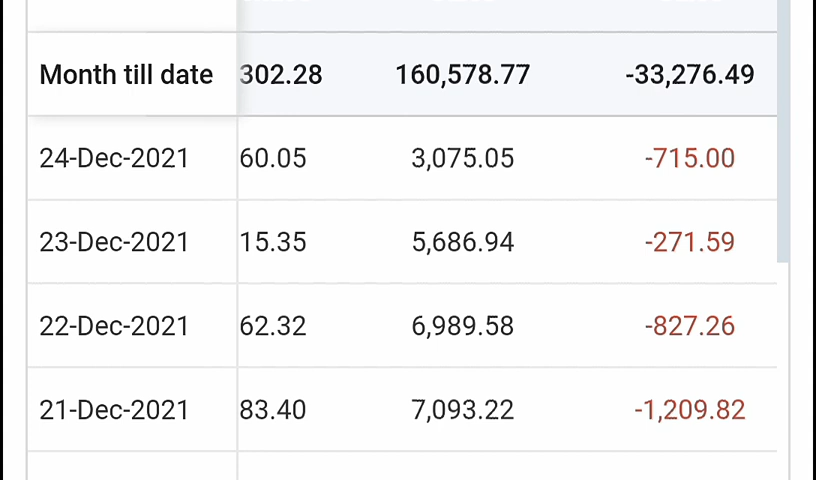 Month till date 302.28 160,578.77 -33,276.49
24-Dec-2021 60.05 3,075.05 -715.00
23-Dec-2021 15.35 5,686.94 -271.59
22-Dec-2021 62.32 6,989.58 -827.26
21-Dec-2021 83.40 7,093.22 -1,209.82